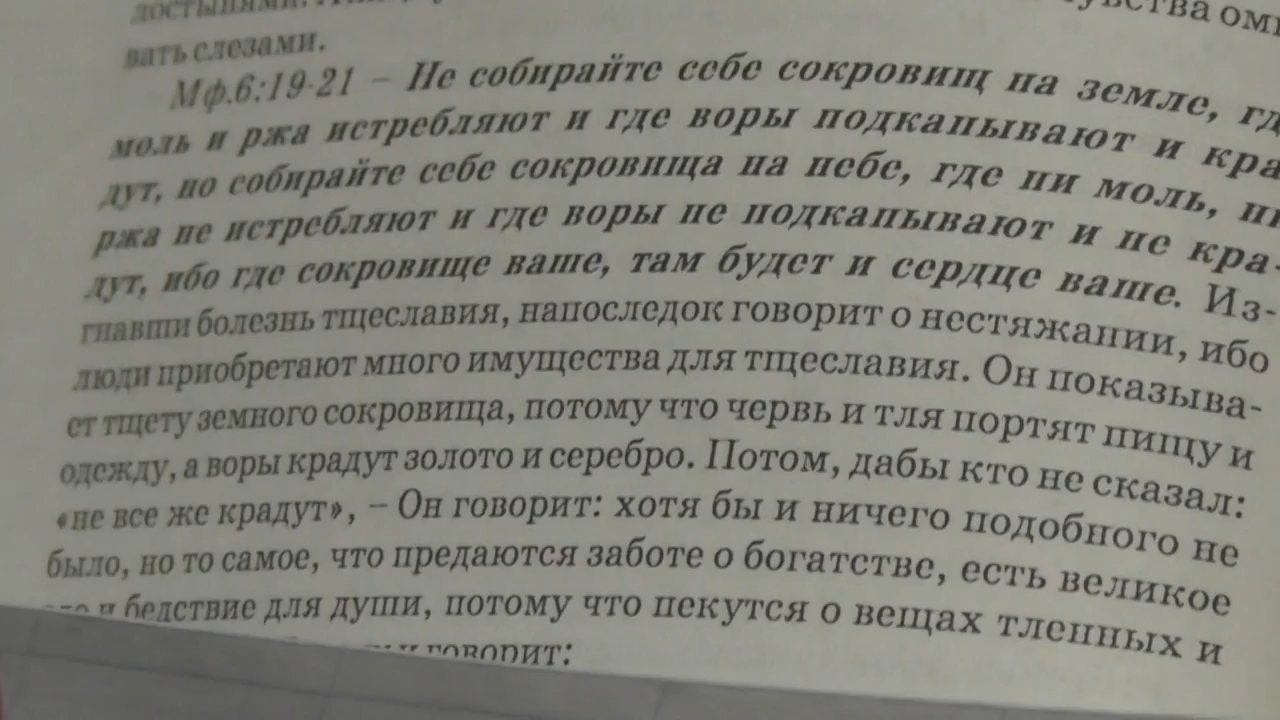 вать слезами.
Мф.6:19-21 – Не собирайте себе сокровищ на земле, гд
моль и ржа истребляют и где воры подкапывают и кра
дут, но собирайте себе сокровища на небе, где ни моль, ни
ржа не истребляют и где воры не подкапывают и не кра-
дут, ибо где сокровище ваше, там будет и сердце ваше. Из-
гнавши болезнь тщеславия, напоследок говорит о нестяжании, ибо
люди приобретают много имущества для тщеславия. Он показыва-
ет тщету земного сокровища, потому что червь и тля портят пищу и
одежду, а воры крадут золото и серебро. Потом, дабы кто не сказал:
«не все же крадут», – Он говорит: хотя бы и ничего подобного не
было, но то самое, что предаются заботе о богатстве, есть великое
и бедствие для души, потому что пекутся о вещах тленных и
говорит: